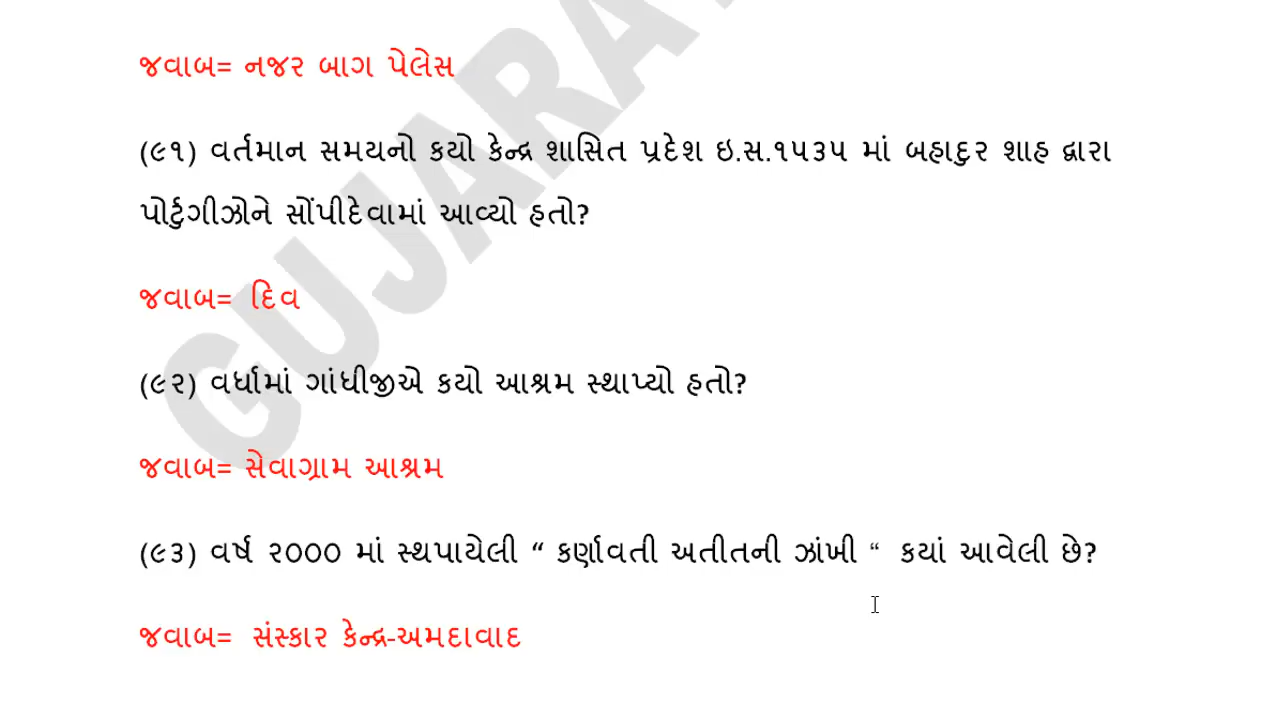 જવાબ= નજર બાગ પેલેસ
(૯૧) વર્તમાન સમયનો કયો કેન્દ્ર શાસિત પ્રદેશ ઇ.સ.૧૫૩૫ માં બહાદુર શાહ દ્વારા
પોર્ટુગીઝોને સોંપીદેવામાં આવ્યો હતો?
જવાબ= દિવ
(૯૨) વર્ધામાં ગાંધીજીએ કયો આશ્રમ સ્થાપ્યો હતો?
જવાબ= સેવાગ્રામ આશ્રમ
(૯૩) વર્ષ ૨૦૦૦ માં સ્થપાયેલી “ કર્ણાવતી અતીતની ઝાંખી “ કયાં આવેલી છે?
જવાબ= સંસ્કાર કેન્દ્ર-અમદાવાદ
GUJARAT